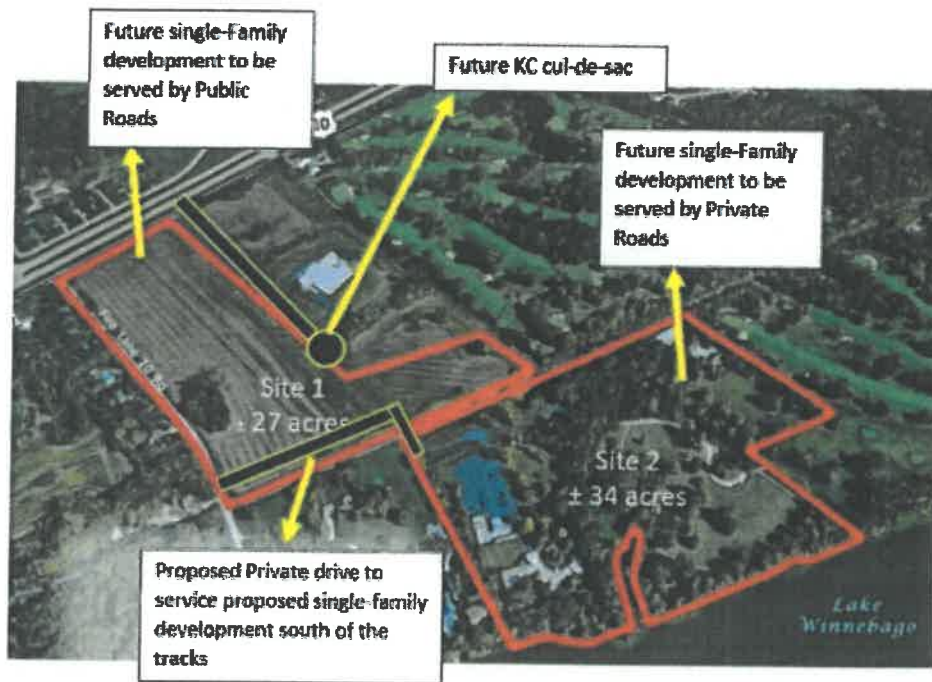 Future single-Family
development to be
served by Public
Roads
Future KC cul-de-sac
10
Future single-Family
development to be
served by Private
Roads
Site 1
± 27 acres
Site 2
± 34 acres
Proposed Private drive to
service proposed single-family
development south of the
tracks
Lake
Winnebago